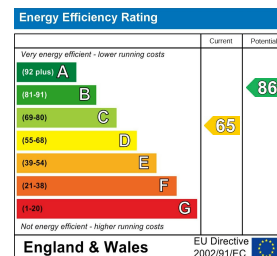 Energy Efficiency Rating
Current Potential
Very energy efficient - lower running costs
(92 plus) A
(81-91) B
(69-80) C
(55-68) D
(39-54) E
(21-38) F
(1-20) G
65
86
Not energy efficient - higher running costs
England & Wales
EU Directive
2002/91/EC